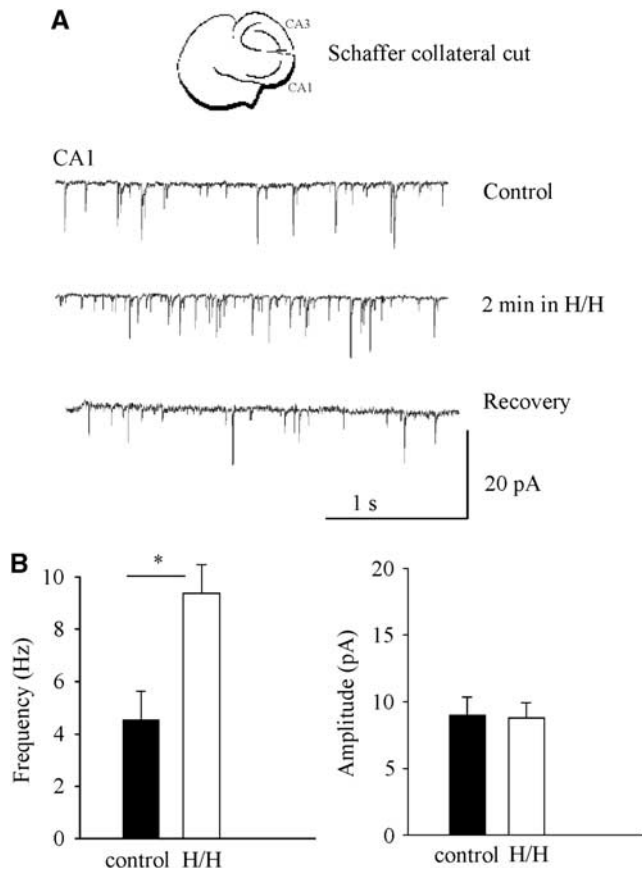 A
CA3
Schaffer collateral cut
CA1
CA1
Control
2 min in H/H
Recovery
20 pA
1 s
B
*
Frequency (Hz)
10
8
6
4
2
0
control H/H
Amplitude (pA)
20
15
10
5
0
control H/H